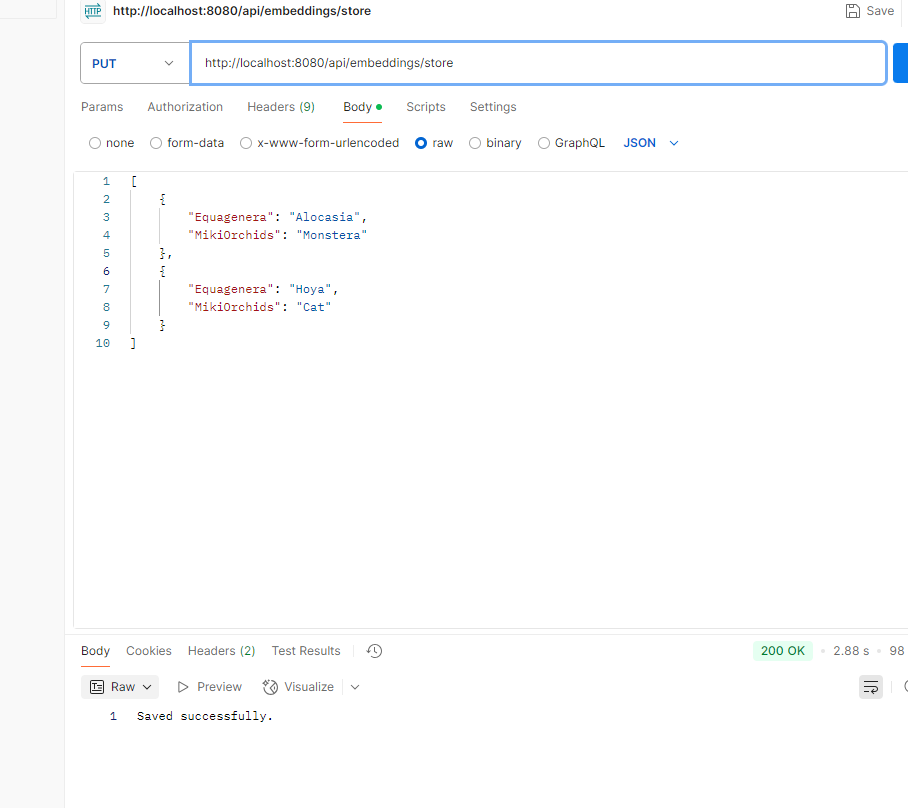 HTTP http://localhost:8080/api/embeddings/store Save
PUT http://localhost:8080/api/embeddings/store
Params Authorization Headers (9) Body Scripts Settings
none form-data x-www-form-urlencoded raw binary GraphQL JSON
1 [
2 {
3 "Equagenera": "Alocasia",
4 "MikiOrchids": "Monstera"
5 },
6 {
7 "Equagenera": "Hoya",
8 "MikiOrchids": "Cat"
9 }
10 ]
Body Cookies Headers (2) Test Results 200 OK 2.88 s 98
Raw Preview Visualize
1 Saved successfully.